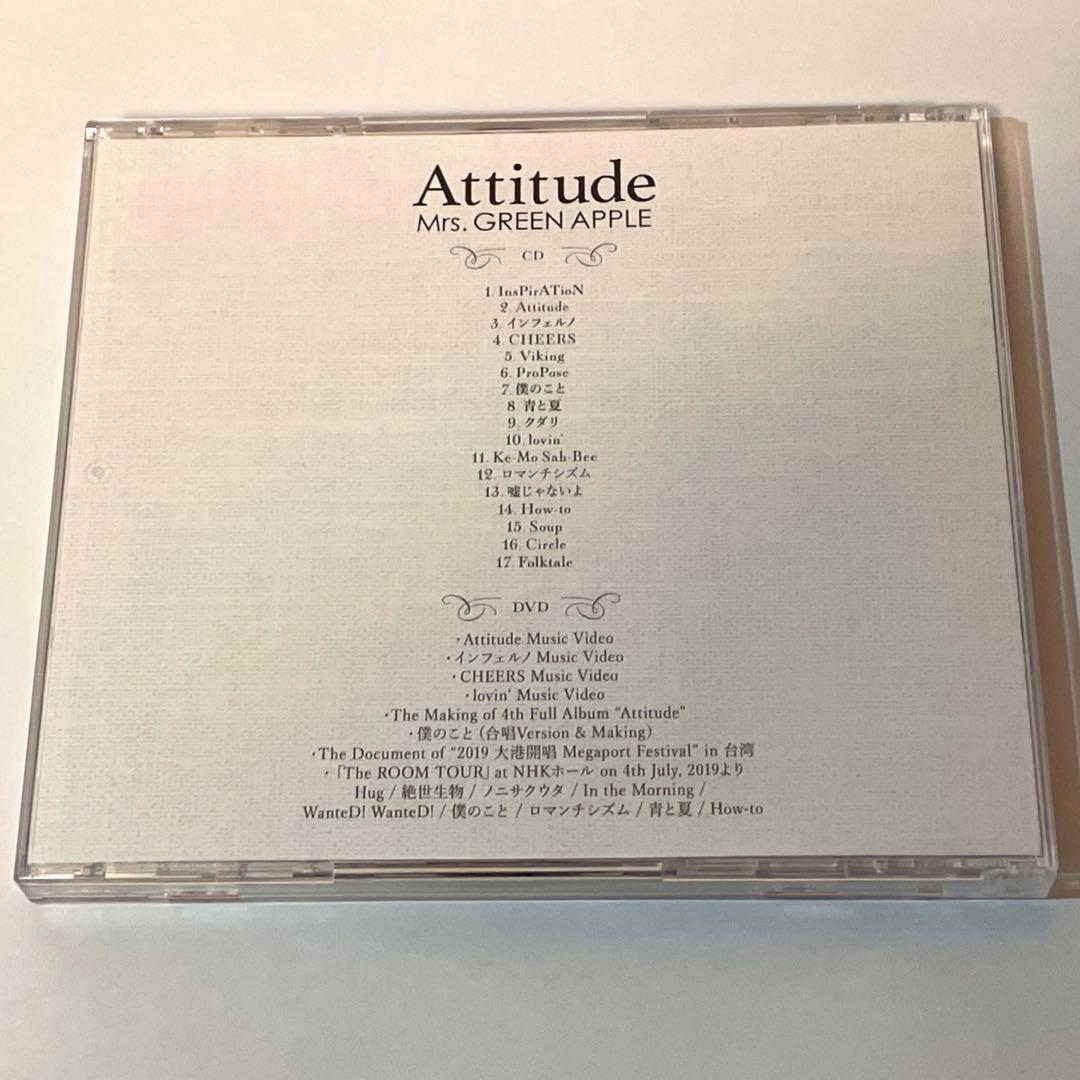 Attitude
Mrs. GREEN APPLE
CD
1. InsPirATioN
2. Attitude
3. インフェルノ
4. CHEERS
5. Viking
6. ProPose
7. 僕のこと
8. 青と夏
9. クダリ
10. lovin'
11. Ke-Mo Sah-Bee
12. ロマンチシズム
13. 嘘じゃないよ
14. How-to
15. Soup
16. Circle
17. Folktale
DVD
・Attitude Music Video
・インフェルノ Music Video
・CHEERS Music Video
・lovin' Music Video
・The Making of 4th Full Album “Attitude”
・僕のこと (合唱Version & Making)
・The Document of “2019 大港開唱 Megaport Festival” in 台湾
・「The ROOM TOUR」 at NHKホール on 4th July, 2019より
Hug / 絶世生物 / ノニサクウタ / In the Morning /
WanteD! WanteD! / 僕のこと / ロマンチシズム / 青と夏 / How-to